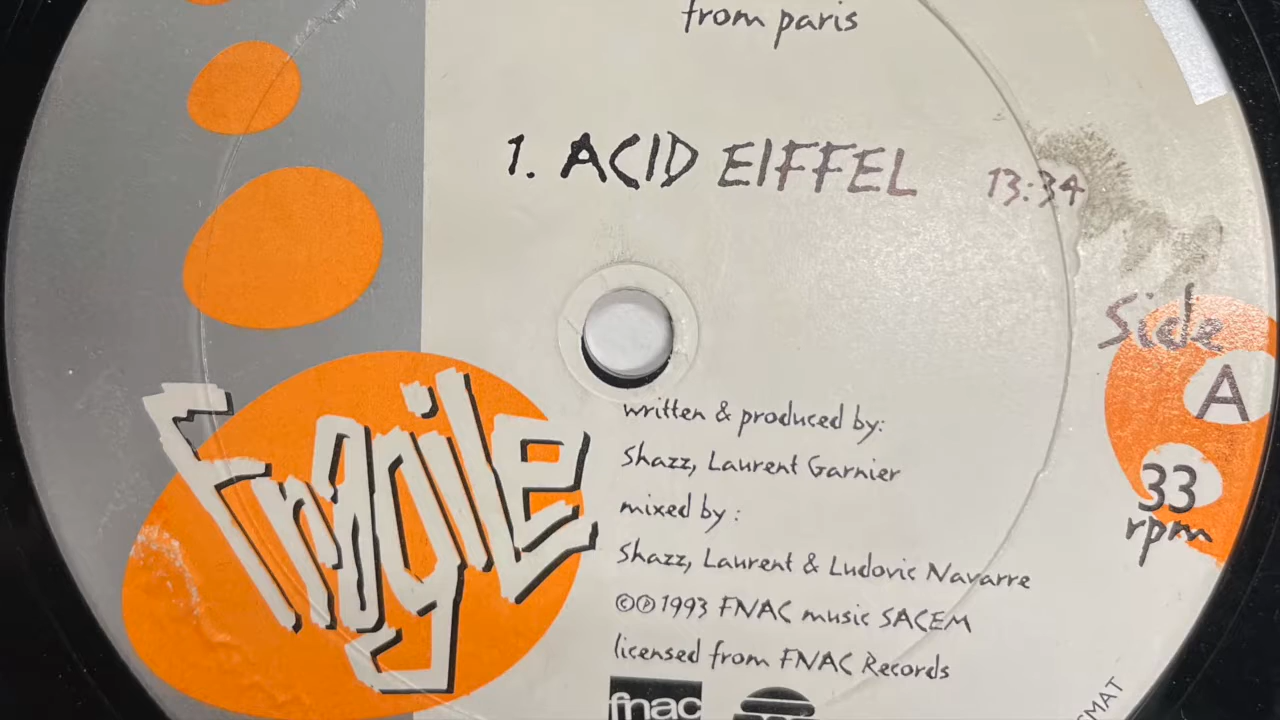 from paris
1. ACID EIFFEL 13:34
Side
A
33
rpm
Fragile
written & produced by:
Shazz, Laurent Garnier
mixed by:
Shazz, Laurent & Ludovic Navarre
©℗1993 FNAC music SACEM
licensed from FNAC Records
fnac